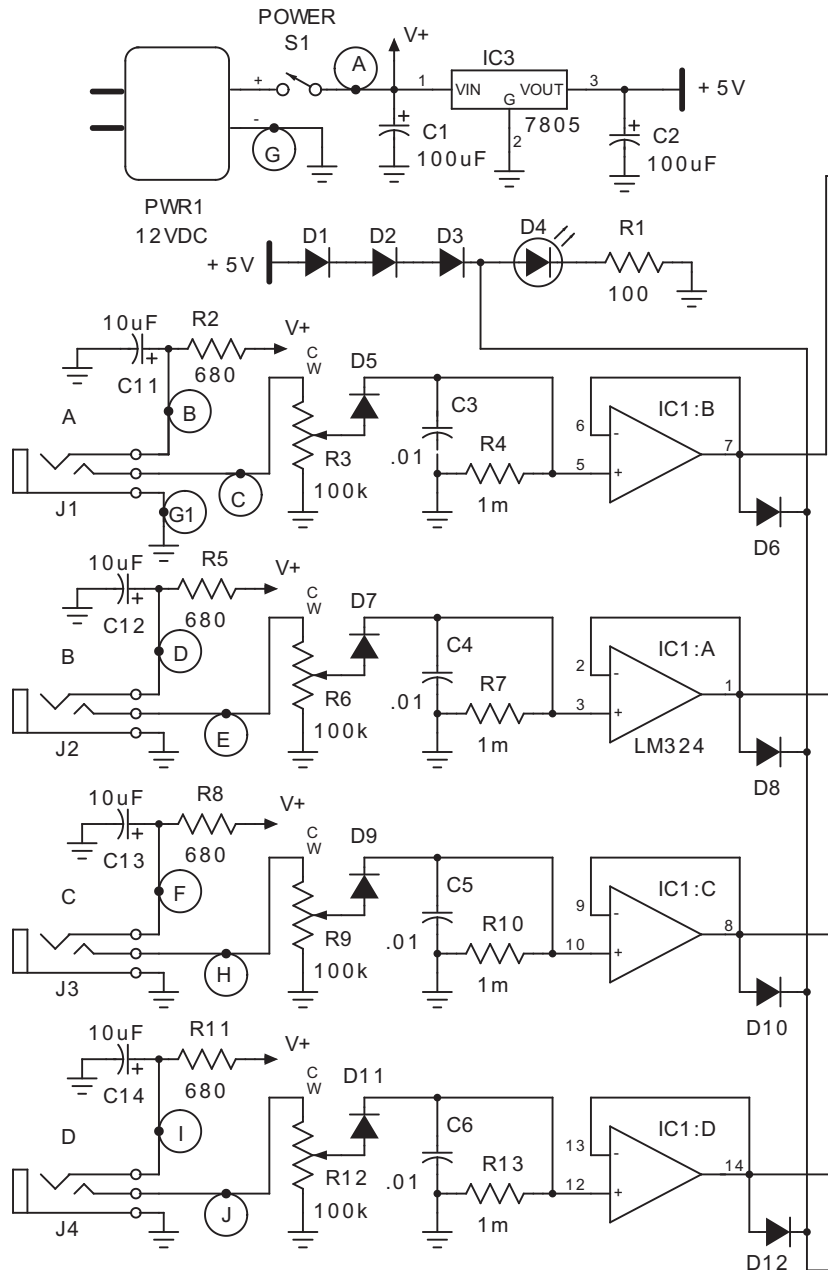 POWER
S1
A
V+
+
-
G
PWR1
12VDC
1
IC3
VIN
VOUT
G
7805
2
3
+ 5V
+
C1
100uF
+
C2
100uF
+ 5V
D1
D2
D3
D4
R1
100
10uF
+
C11
R2
680
V+
A
B
J1
C
G1
C
W
R3
100k
D5
C3
.01
R4
1m
IC1:B
6
-
5
+
7
D6
10uF
+
C12
R5
680
V+
B
D
J2
E
C
W
R6
100k
D7
C4
.01
R7
1m
IC1:A
2
-
3
+
1
LM324
D8
10uF
+
C13
R8
680
V+
C
F
J3
H
C
W
R9
100k
D9
C5
.01
R10
1m
IC1:C
9
-
10
+
8
D10
10uF
+
C14
R11
680
V+
D
I
J4
J
C
W
R12
100k
D11
C6
.01
R13
1m
IC1:D
13
-
12
+
14
D12